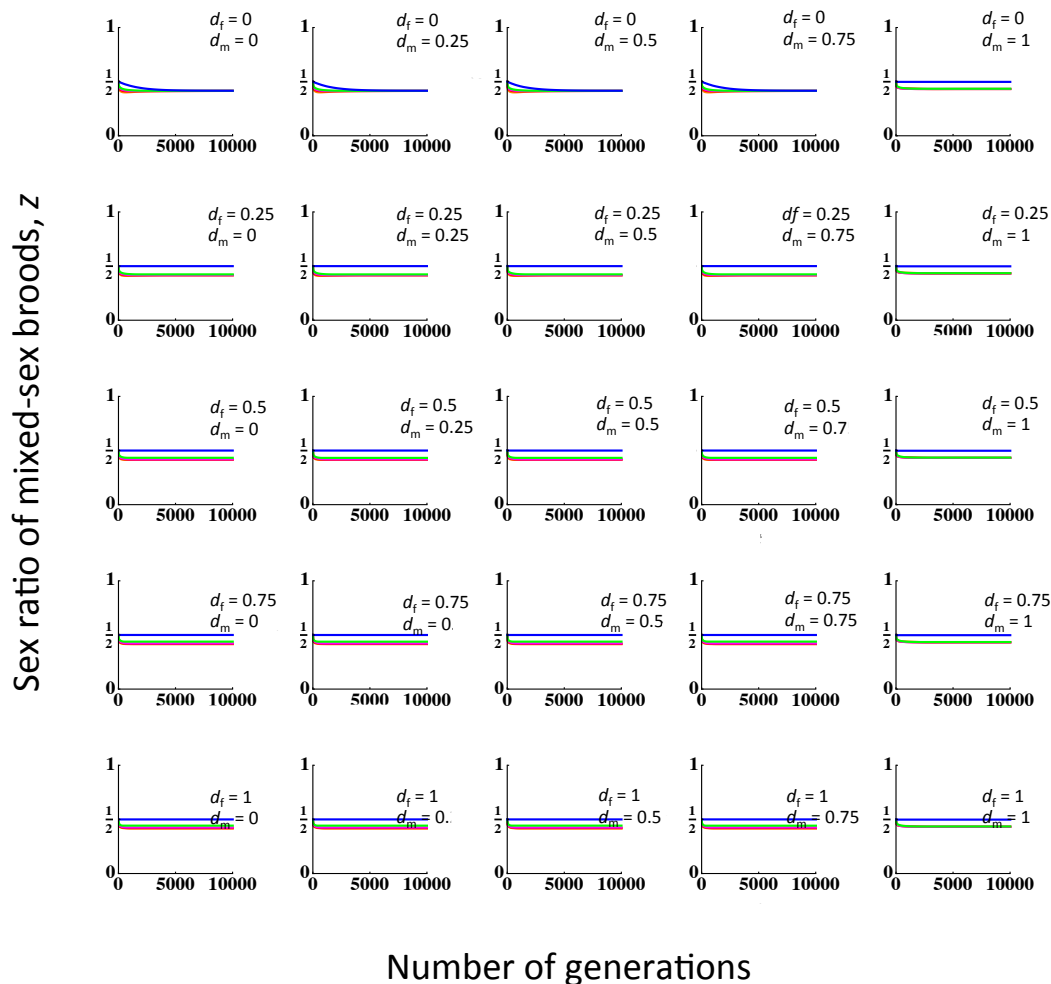 Sex ratio of mixed-sex broods, z
1
df = 0
dm = 0
1
2
0
0 5000 10000
1
df = 0
dm = 0.25
1
2
0
0 5000 10000
1
df = 0
dm = 0.5
1
2
0
0 5000 10000
1
df = 0
dm = 0.75
1
2
0
0 5000 10000
1
df = 0
dm = 1
1
2
0
0 5000 10000
1
df = 0.25
dm = 0
1
2
0
0 5000 10000
1
df = 0.25
dm = 0.25
1
2
0
0 5000 10000
1
df = 0.25
dm = 0.5
1
2
0
0 5000 10000
1
df = 0.25
dm = 0.75
1
2
0
0 5000 10000
1
df = 0.25
dm = 1
1
2
0
0 5000 10000
1
df = 0.5
dm = 0
1
2
0
0 5000 10000
1
df = 0.5
dm = 0.25
1
2
0
0 5000 10000
1
df = 0.5
dm = 0.5
1
2
0
0 5000 10000
1
df = 0.5
dm = 0.7
1
2
0
0 5000 10000
1
df = 0.5
dm = 1
1
2
0
0 5000 10000
1
df = 0.75
dm = 0
1
2
0
0 5000 10000
1
df = 0.75
dm = 0.
1
2
0
0 5000 10000
1
df = 0.75
dm = 0.5
1
2
0
0 5000 10000
1
df = 0.75
dm = 0.75
1
2
0
0 5000 10000
1
df = 0.75
dm = 1
1
2
0
0 5000 10000
1
df = 1
dm = 0
1
2
0
0 5000 10000
1
df = 1
dm = 0.
1
2
0
0 5000 10000
1
df = 1
dm = 0.5
1
2
0
0 5000 10000
1
df = 1
dm = 0.75
1
2
0
0 5000 10000
1
df = 1
dm = 1
1
2
0
0 5000 10000
Number of generations